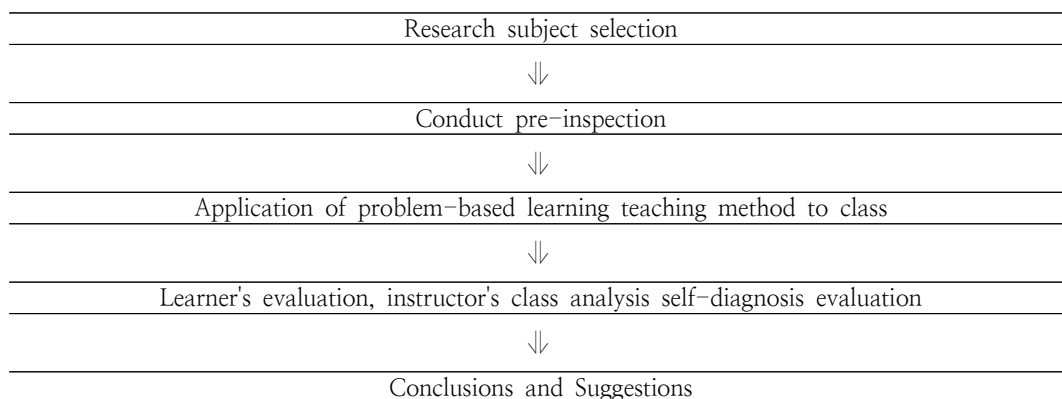 Research subject selection
⇓
Conduct pre-inspection
⇓
Application of problem-based learning teaching method to class
⇓
Learner's evaluation, instructor's class analysis self-diagnosis evaluation
⇓
Conclusions and Suggestions